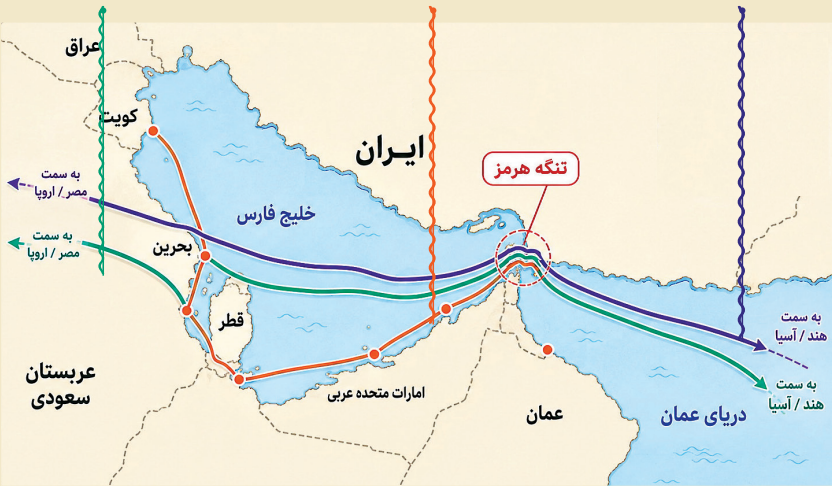 عراق
کویت
ایران
تنگه هرمز
به سمت
مصر / اروپا
خلیج فارس
به سمت
مصر / اروپا
بحرین
قطر
به سمت
هند / آسیا
عربستان
سعودی
امارات متحده عربی
عمان
دریای عمان
به سمت
هند / آسیا